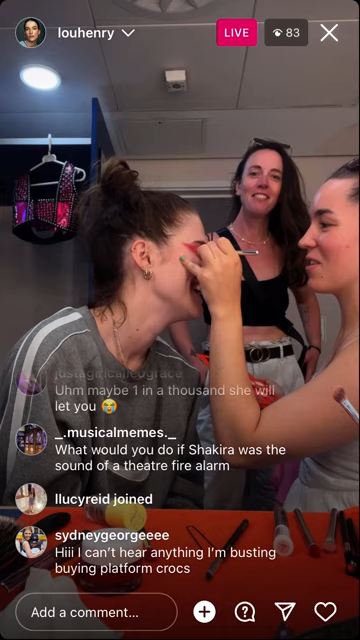 louhenry
LIVE
83
justagirlcalledgrace
Uhm maybe 1 in a thousand she will
let you 😭
_.musicalmemes._
What would you do if Shakira was the
sound of a theatre fire alarm
llucyreid joined
sydneygeorgeeee
Hiii I can't hear anything I'm busting
buying platform crocs
Add a comment...